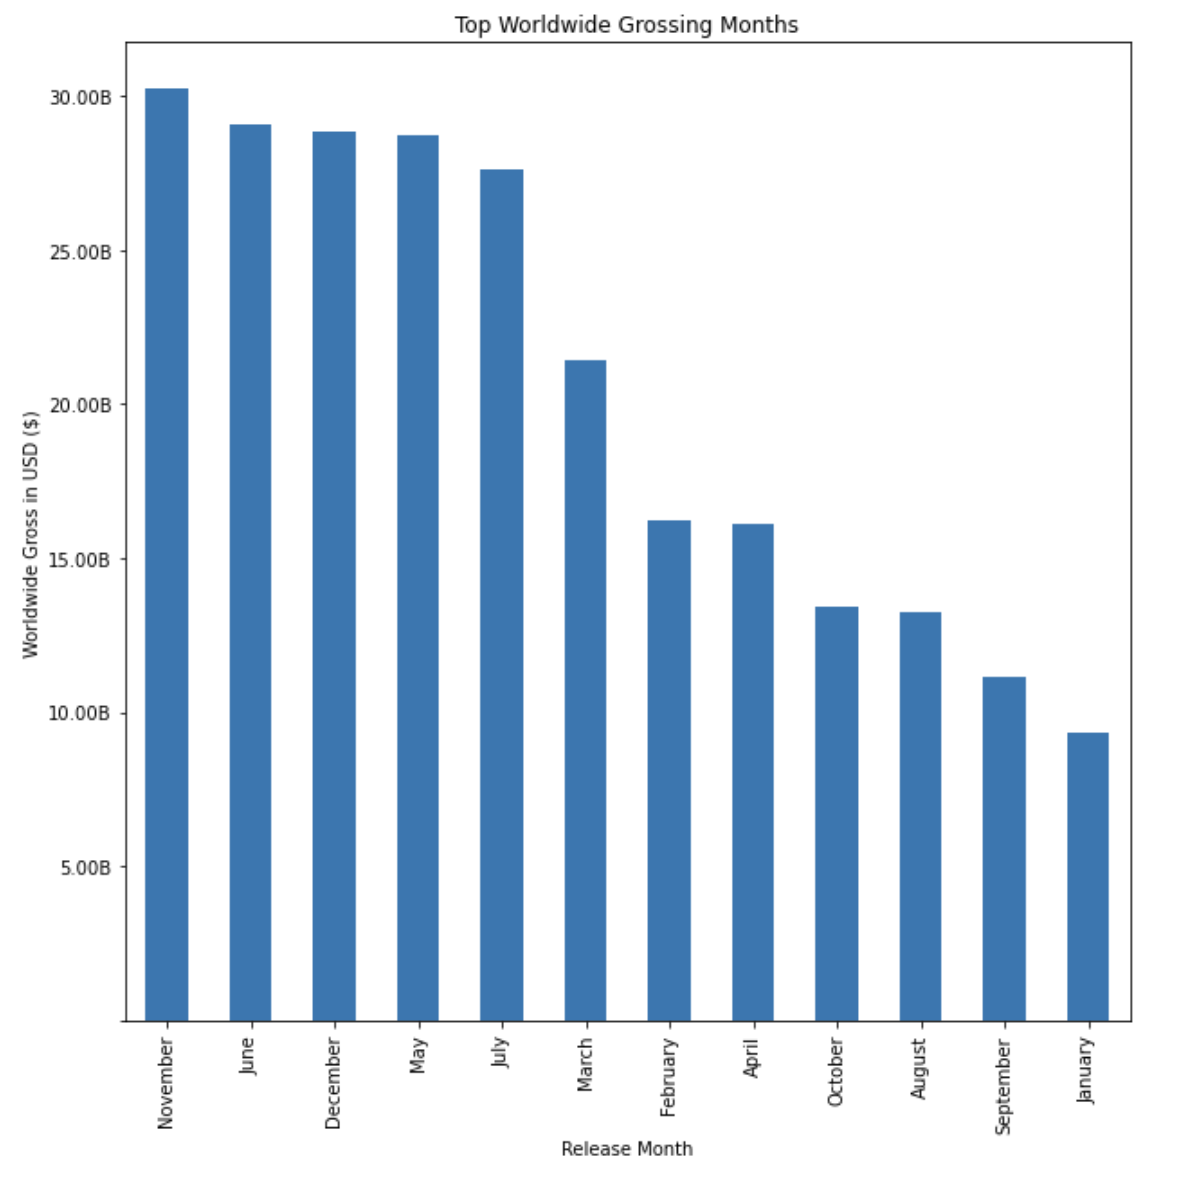 Top Worldwide Grossing Months
Worldwide Gross in USD ($)
30.00B
25.00B
20.00B
15.00B
10.00B
5.00B
November
June
December
May
July
March
February
April
October
August
September
January
Release Month